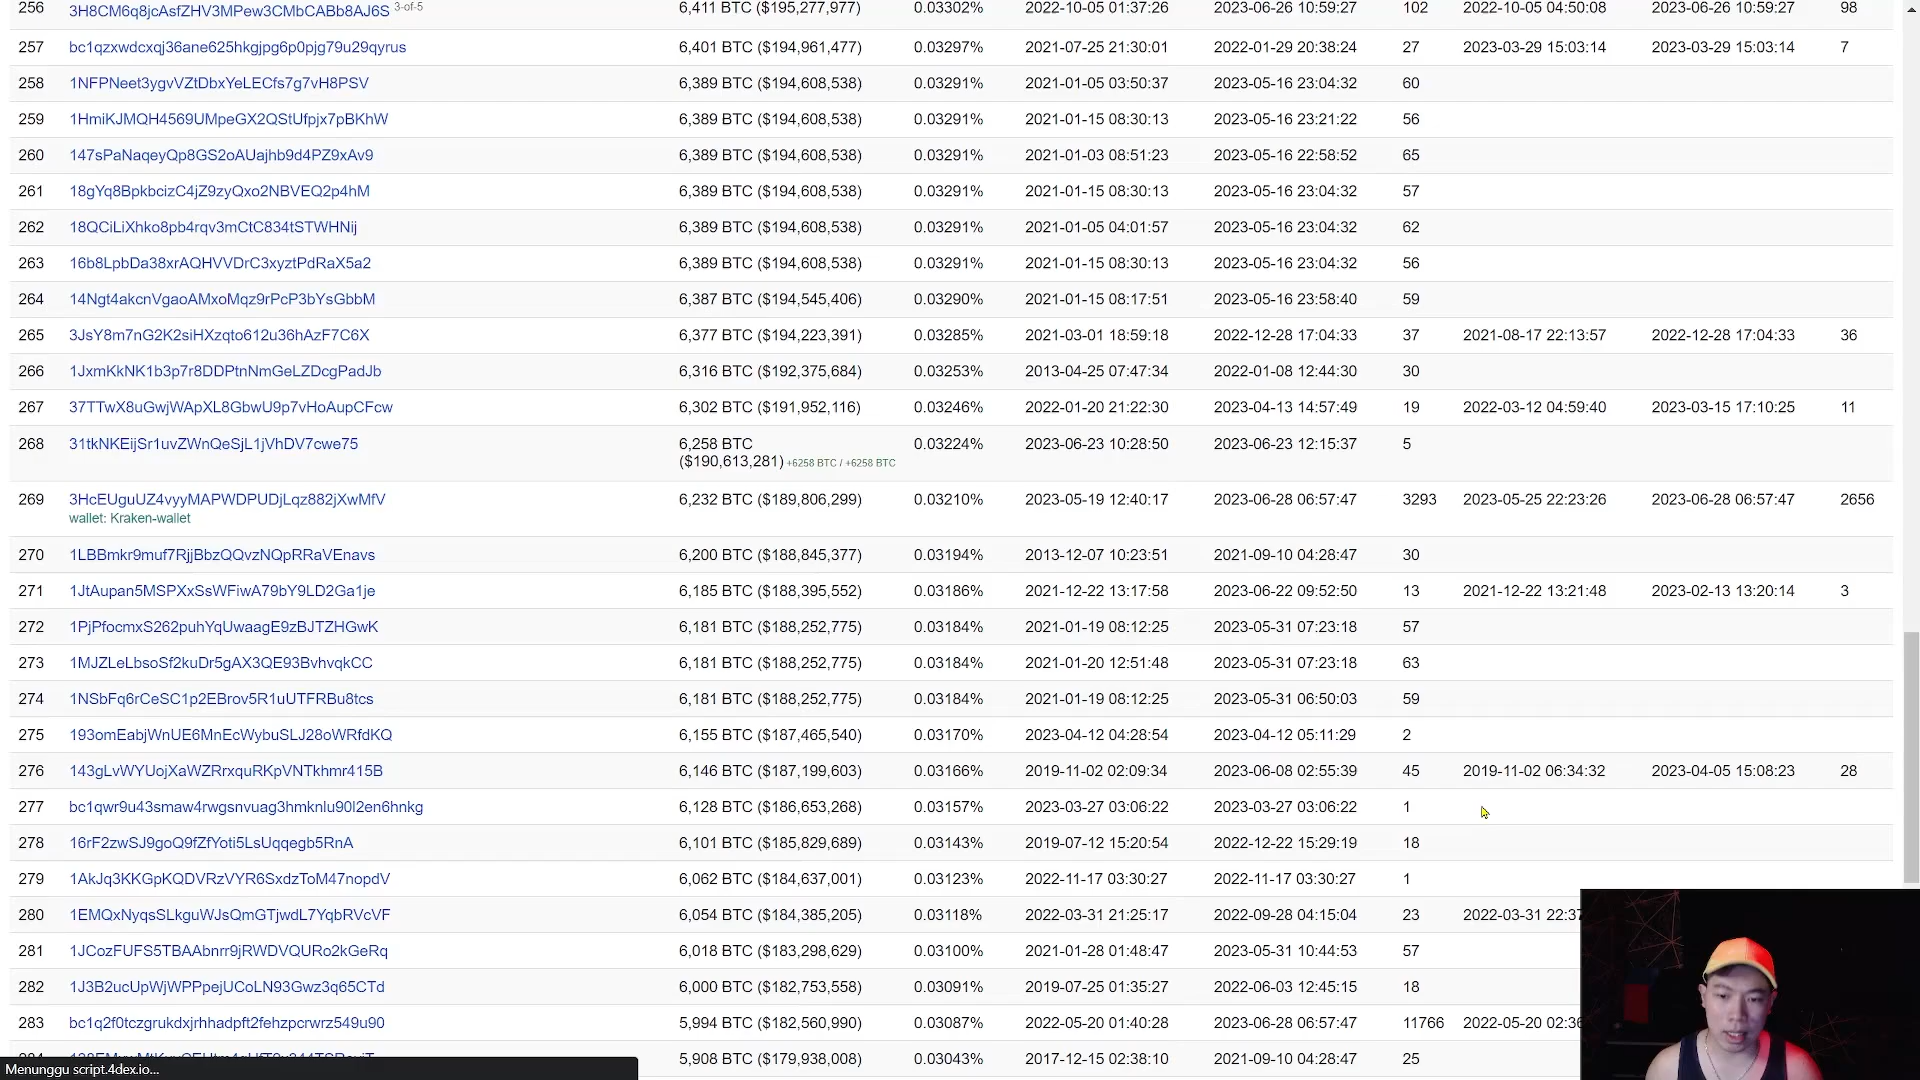 256 3H8CM6q8jcAsfZHV3MPew3CMbCABb8AJ6S 3-of-5 6,411 BTC ($195,277,977) 0.03302% 2022-10-05 01:37:26 2023-06-26 10:59:27 102 2022-10-05 04:50:08 2023-06-26 10:59:27 98
257 bc1qzxwdcxqj36ane625hkgjpg6p0pjg79u29qyrus 6,401 BTC ($194,961,477) 0.03297% 2021-07-25 21:30:01 2022-01-29 20:38:24 27 2023-03-29 15:03:14 2023-03-29 15:03:14 7
258 1NFPNeet3ygvVZtDbxYeLECfs7g7vH8PSV 6,389 BTC ($194,608,538) 0.03291% 2021-01-05 03:50:37 2023-05-16 23:04:32 60
259 1HmiKJMQH4569UMpeGX2QStUfpjx7pBKhW 6,389 BTC ($194,608,538) 0.03291% 2021-01-15 08:30:13 2023-05-16 23:21:22 56
260 147sPaNaqeyQp8GS2oAUajhb9d4PZ9xAv9 6,389 BTC ($194,608,538) 0.03291% 2021-01-03 08:51:23 2023-05-16 22:58:52 65
261 18gYq8BpkbcizC4jZ9zyQxo2NBVEQ2p4hM 6,389 BTC ($194,608,538) 0.03291% 2021-01-15 08:30:13 2023-05-16 23:04:32 57
262 18QCiLiXhko8pb4rqv3mCtC834tSTWHNij 6,389 BTC ($194,608,538) 0.03291% 2021-01-05 04:01:57 2023-05-16 23:04:32 62
263 16b8LpbDa38xrAQHVVDrC3xyztPdRaX5a2 6,389 BTC ($194,608,538) 0.03291% 2021-01-15 08:30:13 2023-05-16 23:04:32 56
264 14Ngt4akcnVgaoAMxoMqz9rPcP3bYsGbbM 6,387 BTC ($194,545,406) 0.03290% 2021-01-15 08:17:51 2023-05-16 23:58:40 59
265 3JsY8m7nG2K2siHXzqto612u36hAzF7C6X 6,377 BTC ($194,223,391) 0.03285% 2021-03-01 18:59:18 2022-12-28 17:04:33 37 2021-08-17 22:13:57 2022-12-28 17:04:33 36
266 1JxmKkNK1b3p7r8DDPtnNmGeLZDcgPadJb 6,316 BTC ($192,375,684) 0.03253% 2013-04-25 07:47:34 2022-01-08 12:44:30 30
267 37TTwX8uGwjWApXL8GbwU9p7vHoAupCFcw 6,302 BTC ($191,952,116) 0.03246% 2022-01-20 21:22:30 2023-04-13 14:57:49 19 2022-03-12 04:59:40 2023-03-15 17:10:25 11
268 31tkNKEijSr1uvZWnQeSjL1jVhDV7cwe75 6,258 BTC 0.03224% 2023-06-23 10:28:50 2023-06-23 12:15:37 5
($190,613,281) +6258 BTC / +6258 BTC
269 3HcEUguUZ4vyyMAPWDPUDjLqz882jXwMfV 6,232 BTC ($189,806,299) 0.03210% 2023-05-19 12:40:17 2023-06-28 06:57:47 3293 2023-05-25 22:23:26 2023-06-28 06:57:47 2656
wallet: Kraken-wallet
270 1LBBmkr9muf7RjjBbzQQvzNQpRRaVEnavs 6,200 BTC ($188,845,377) 0.03194% 2013-12-07 10:23:51 2021-09-10 04:28:47 30
271 1JtAupan5MSPXxSsWFiwA79bY9LD2Ga1je 6,185 BTC ($188,395,552) 0.03186% 2021-12-22 13:17:58 2023-06-22 09:52:50 13 2021-12-22 13:21:48 2023-02-13 13:20:14 3
272 1PjPfocmxS262puhYqUwaagE9zBJTZHGwK 6,181 BTC ($188,252,775) 0.03184% 2021-01-19 08:12:25 2023-05-31 07:23:18 57
273 1MJZLeLbsoSf2kuDr5gAX3QE93BvhvqkCC 6,181 BTC ($188,252,775) 0.03184% 2021-01-20 12:51:48 2023-05-31 07:23:18 63
274 1NSbFq6rCeSC1p2EBrov5R1uUTFRBu8tcs 6,181 BTC ($188,252,775) 0.03184% 2021-01-19 08:12:25 2023-05-31 06:50:03 59
275 193omEabjWnUE6MnEcWybuSLJ28oWRfdKQ 6,155 BTC ($187,465,540) 0.03170% 2023-04-12 04:28:54 2023-04-12 05:11:29 2
276 143gLvWYUojXaWZRrxquRKpVNTkhmr415B 6,146 BTC ($187,199,603) 0.03166% 2019-11-02 02:09:34 2023-06-08 02:55:39 45 2019-11-02 06:34:32 2023-04-05 15:08:23 28
277 bc1qwr9u43smaw4rwgsnvuag3hmknlu90l2en6hnkg 6,128 BTC ($186,653,268) 0.03157% 2023-03-27 03:06:22 2023-03-27 03:06:22 1
278 16rF2zwSJ9goQ9fZfYoti5LsUqqegb5RnA 6,101 BTC ($185,829,689) 0.03143% 2019-07-12 15:20:54 2022-12-22 15:29:19 18
279 1AkJq3KKGpKQDVRzVYR6SxdzToM47nopdV 6,062 BTC ($184,637,001) 0.03123% 2022-11-17 03:30:27 2022-11-17 03:30:27 1
280 1EMQxNyqsSLkguWJsQmGTjwdL7YqbRVcVF 6,054 BTC ($184,385,205) 0.03118% 2022-03-31 21:25:17 2022-09-28 04:15:04 23 2022-03-31 22:37
281 1JCozFUFS5TBAAbnrr9jRWDVQURo2kGeRq 6,018 BTC ($183,298,629) 0.03100% 2021-01-28 01:48:47 2023-05-31 10:44:53 57
282 1J3B2ucUpWjWPPpejUCoLN93Gwz3q65CTd 6,000 BTC ($182,753,558) 0.03091% 2019-07-25 01:35:27 2022-06-03 12:45:15 18
283 bc1q2f0tczgrukdxjrhhadpft2fehzpcrwrz549u90 5,994 BTC ($182,560,990) 0.03087% 2022-05-20 01:40:28 2023-06-28 06:57:47 11766 2022-05-20 02:36
5,908 BTC ($179,938,008) 0.03043% 2017-12-15 02:38:10 2021-09-10 04:28:47 25
Menunggu script.4dex.io...